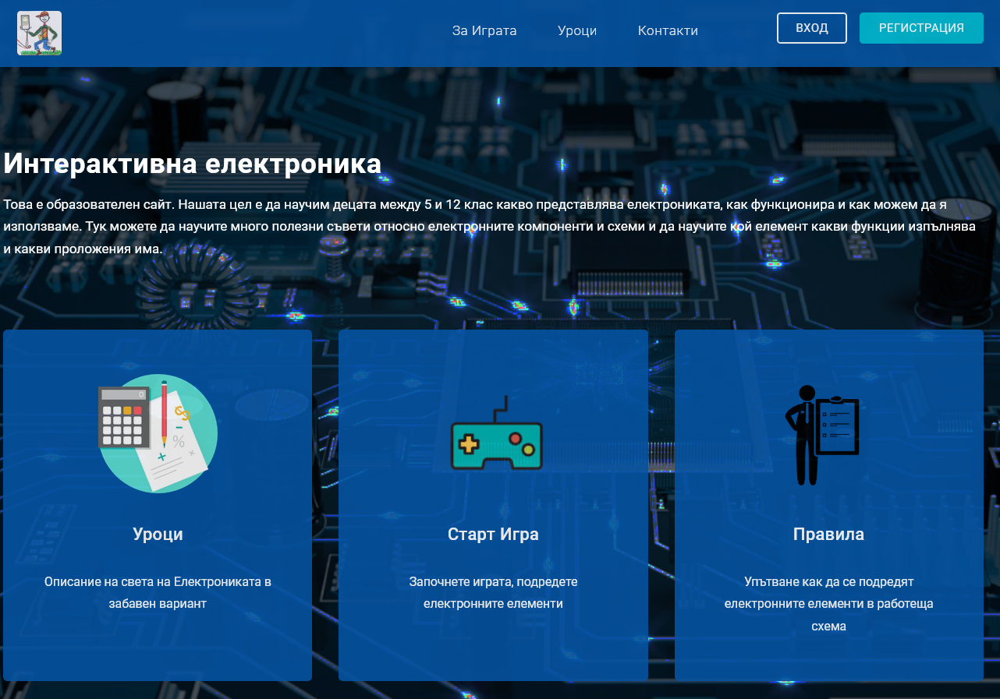 За Играта
Уроци
Контакти
ВХОД
РЕГИСТРАЦИЯ
Интерактивна електроника
Това е образователен сайт. Нашата цел е да научим децата между 5 и 12 клас какво представлява електрониката, как функционира и как можем да я
използваме. Тук можете да научите много полезни съвети относно електронните компоненти и схеми и да научите кой елемент какви функции изпълнява
и какви проложения има.
Уроци
Описание на света на Електрониката в
забавен вариант
Старт Игра
Започнете играта, подредете
електронните елементи
Правила
Упътване как да се подредят
електронните елементи в работеща
схема